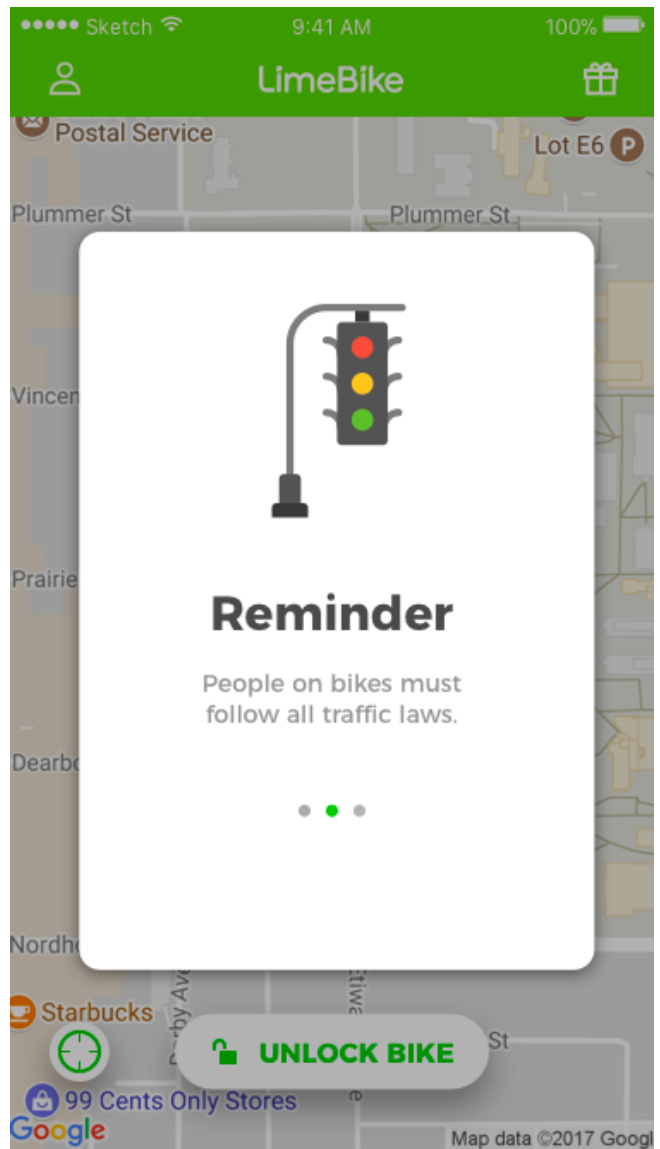 Sketch 9:41 AM 100%
LimeBike
Postal Service
Lot E6 P
Plummer St Plummer St
Vincen
Prairie
Reminder
People on bikes must
follow all traffic laws.
Dearbo
Nordho
Starbucks
St
UNLOCK BIKE
99 Cents Only Stores
Google
Map data ©2017 Googl